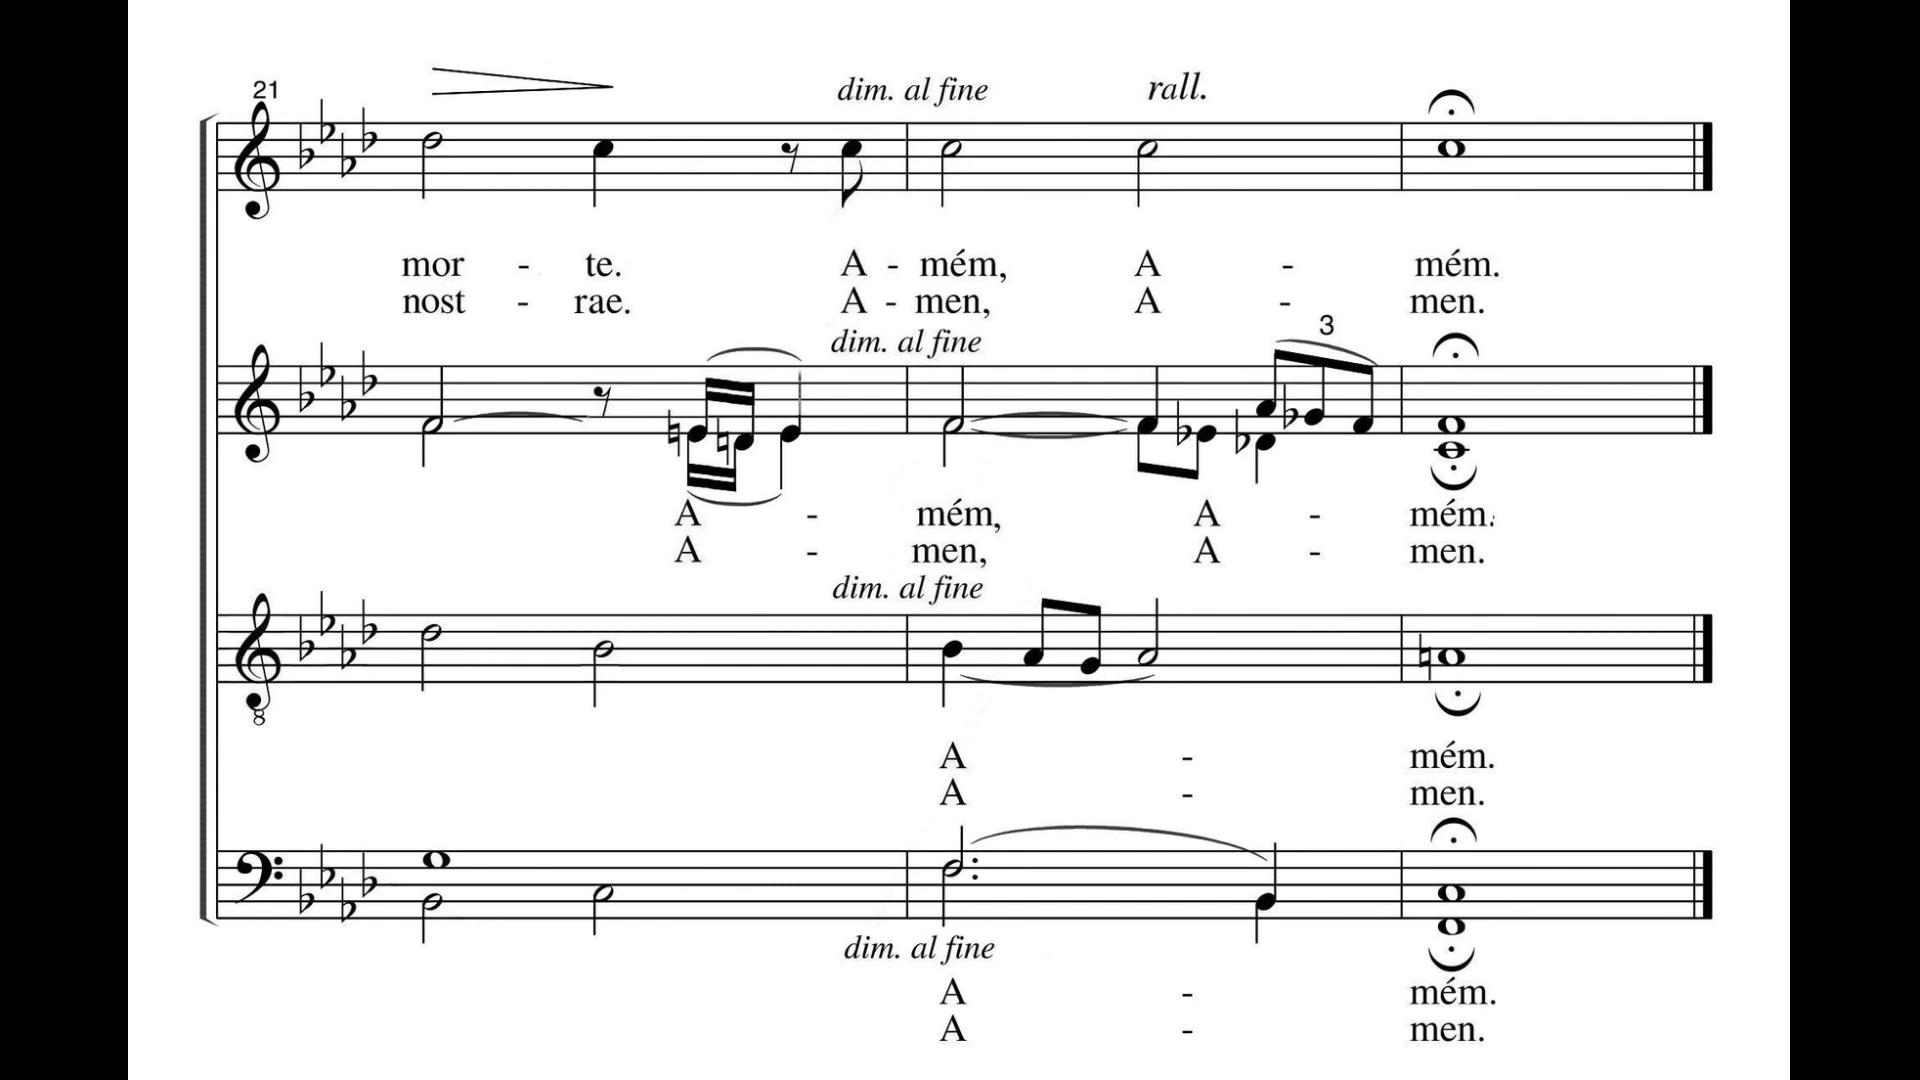 21
dim. al fine rall.
mor - te. A - mém, A - mém.
nost - rae. A - men, A - men.
3
dim. al fine
A - mém, A - mém.
A - men, A - men.
dim. al fine
8
A - mém.
A - men.
dim. al fine
A - mém.
A - men.